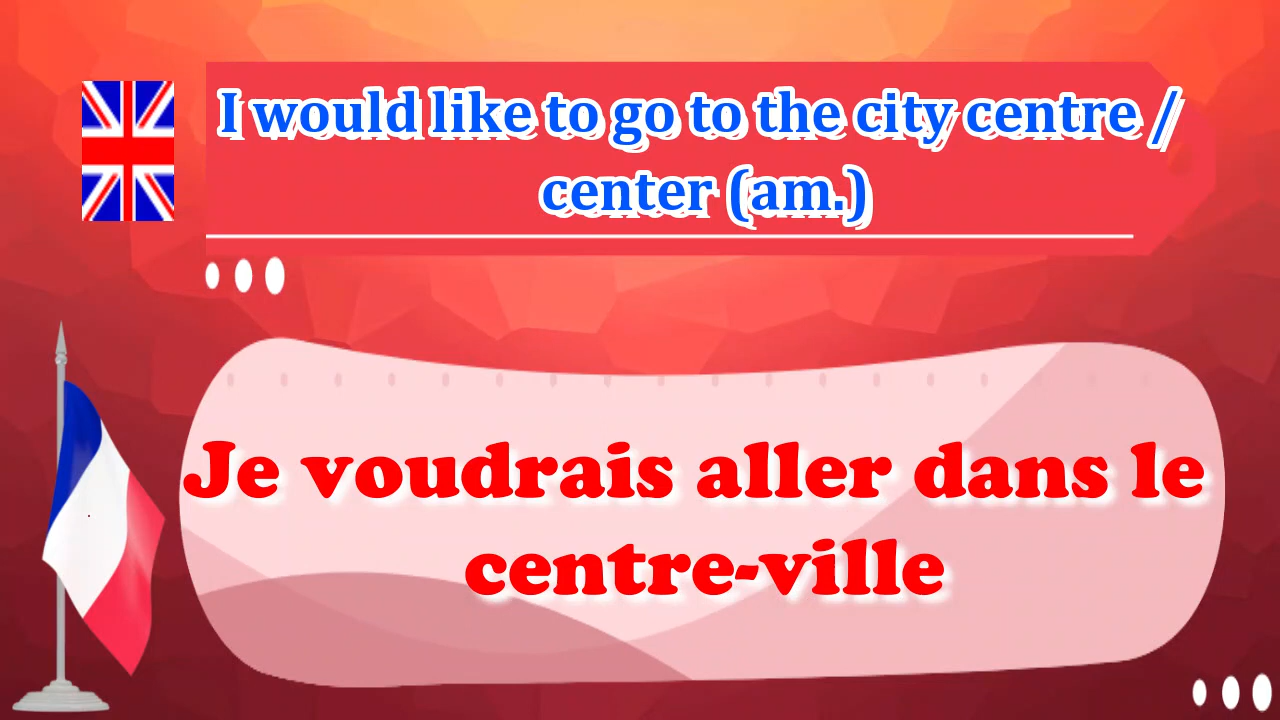 I would like to go to the city centre /
center (am.)
Je voudrais aller dans le
centre-ville